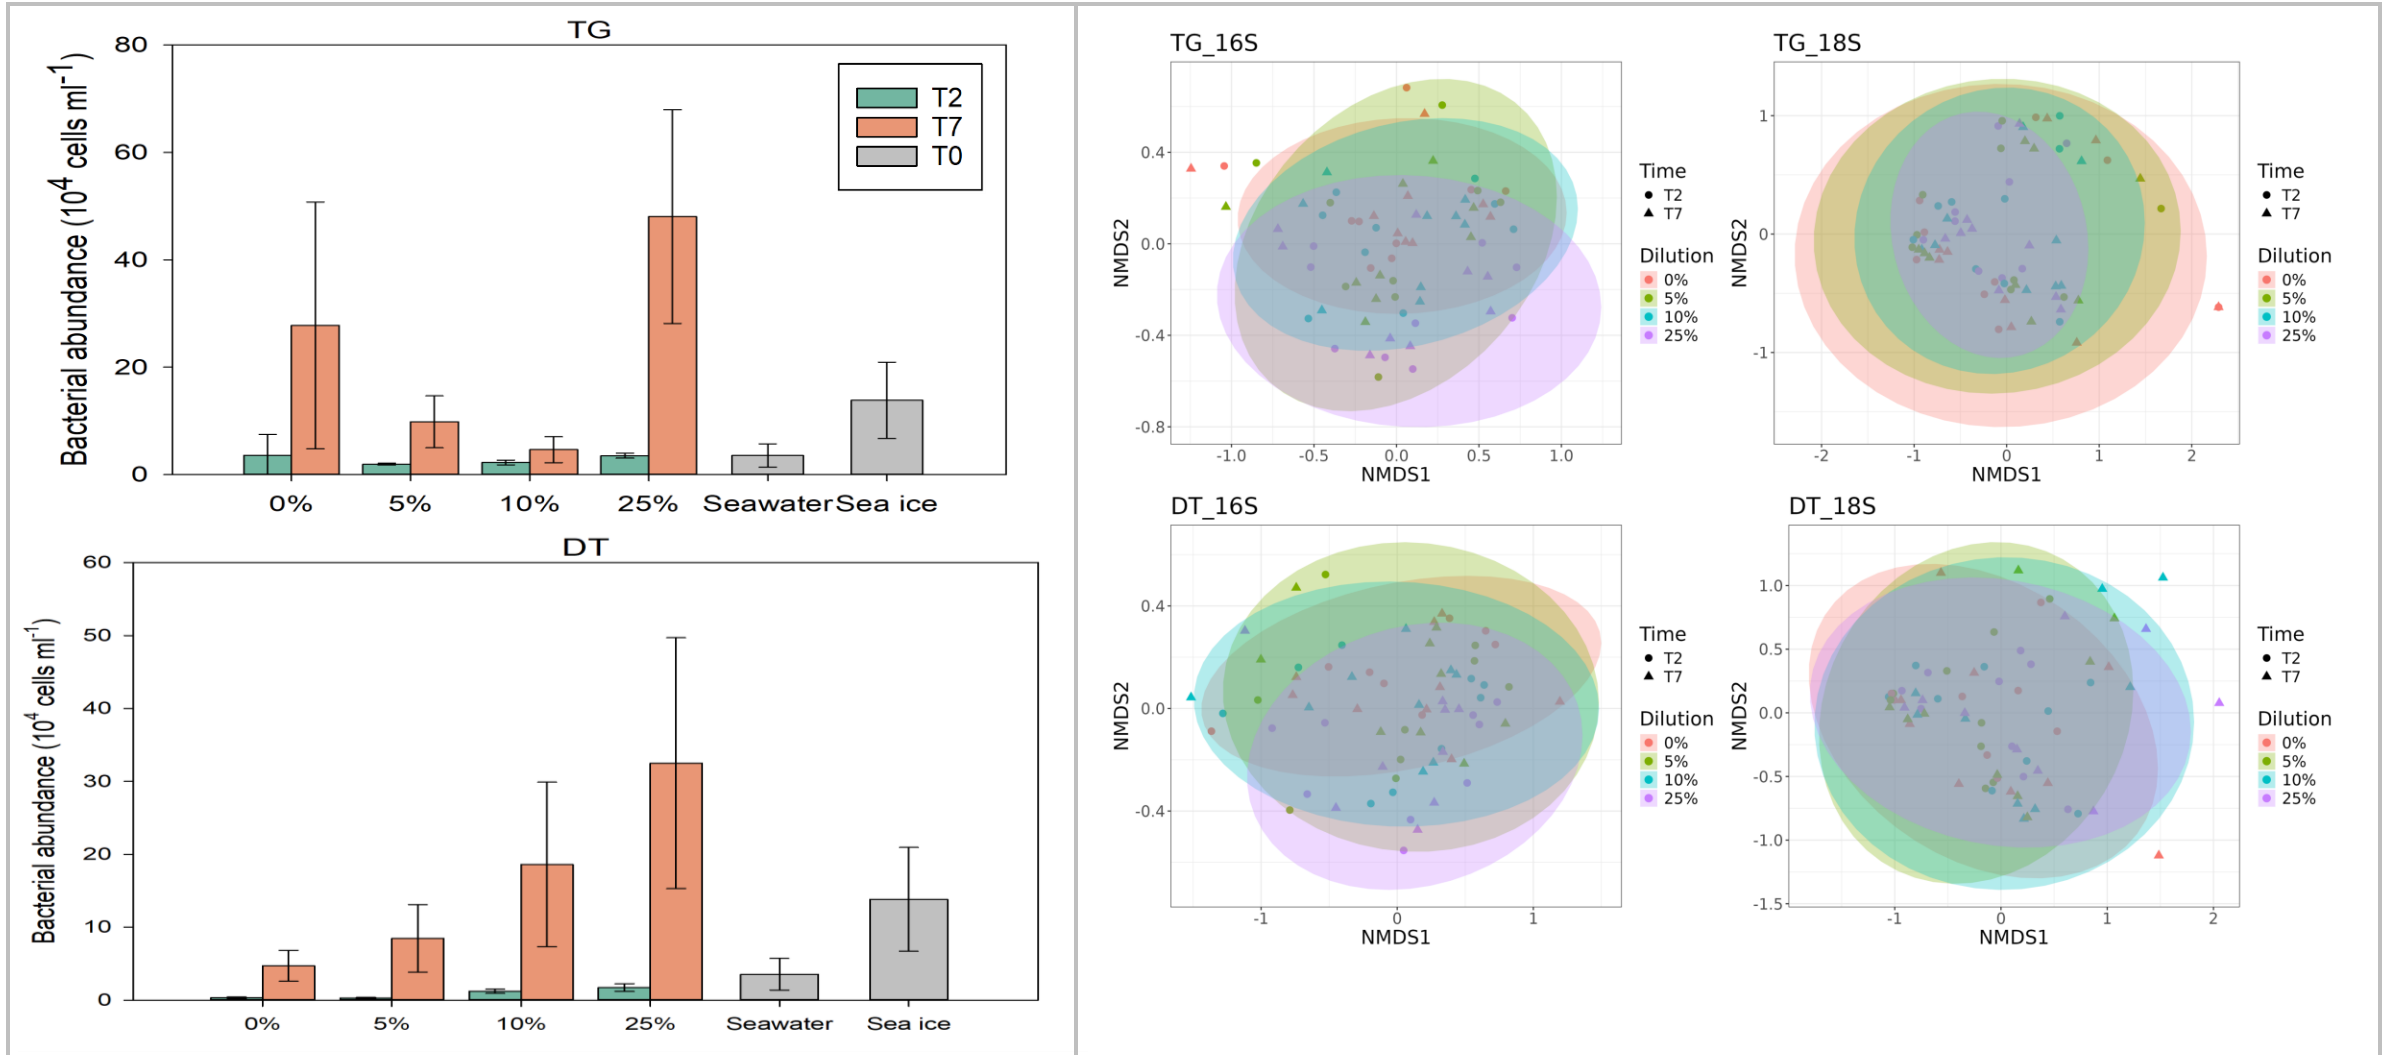 TG
Bacterial abundance (10⁴ cells ml⁻¹)
80
60
40
20
0
T2
T7
T0
0% 5% 10% 25% Seawater Sea ice
DT
Bacterial abundance (10⁴ cells ml⁻¹)
60
50
40
30
20
10
0
0% 5% 10% 25% Seawater Sea ice
TG_16S
NMDS2
0.4
0.0
-0.4
-0.8
-1.0 -0.5 0.0 0.5 1.0
NMDS1
Time
T2
T7
Dilution
0%
5%
10%
25%
TG_18S
NMDS2
1
0
-1
-2 -1 0 1 2
NMDS1
Time
T2
T7
Dilution
0%
5%
10%
25%
DT_16S
NMDS2
0.4
0.0
-0.4
-1 0 1
NMDS1
Time
T2
T7
Dilution
0%
5%
10%
25%
DT_18S
NMDS2
1.0
0.5
0.0
-0.5
-1.0
-1.5
-1 0 1 2
NMDS1
Time
T2
T7
Dilution
0%
5%
10%
25%